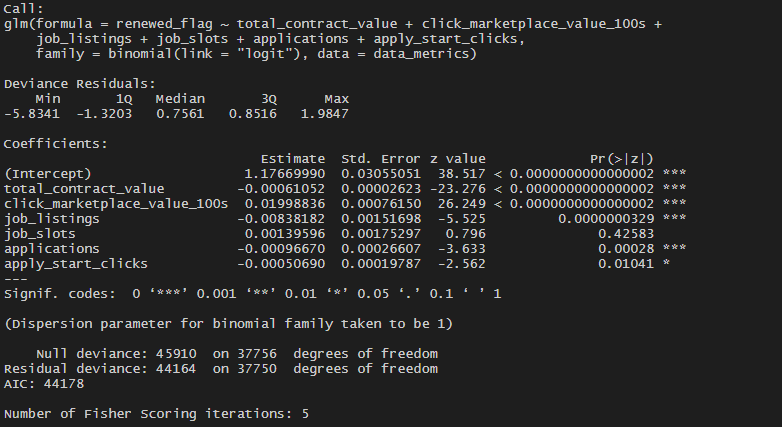 Call:
glm(formula = renewed_flag ~ total_contract_value + click_marketplace_value_100s +
    job_listings + job_slots + applications + apply_start_clicks,
    family = binomial(link = "logit"), data = data_metrics)
Deviance Residuals:
    Min       1Q   Median       3Q      Max
-5.8341  -1.3203   0.7561   0.8516   1.9847
Coefficients:
                                Estimate  Std. Error z value             Pr(>|z|)
(Intercept)                   1.17669990  0.03055051  38.517 < 0.0000000000000002 ***
total_contract_value         -0.00061052  0.00002623 -23.276 < 0.0000000000000002 ***
click_marketplace_value_100s  0.01998836  0.00076150  26.249 < 0.0000000000000002 ***
job_listings                 -0.00838182  0.00151698  -5.525         0.0000000329 ***
job_slots                     0.00139596  0.00175297   0.796              0.42583
applications                 -0.00096670  0.00026607  -3.633              0.00028 ***
apply_start_clicks           -0.00050690  0.00019787  -2.562              0.01041 *
---
Signif. codes:  0 ‘***’ 0.001 ‘**’ 0.01 ‘*’ 0.05 ‘.’ 0.1 ‘ ’ 1
(Dispersion parameter for binomial family taken to be 1)
    Null deviance: 45910  on 37756  degrees of freedom
Residual deviance: 44164  on 37750  degrees of freedom
AIC: 44178
Number of Fisher Scoring iterations: 5